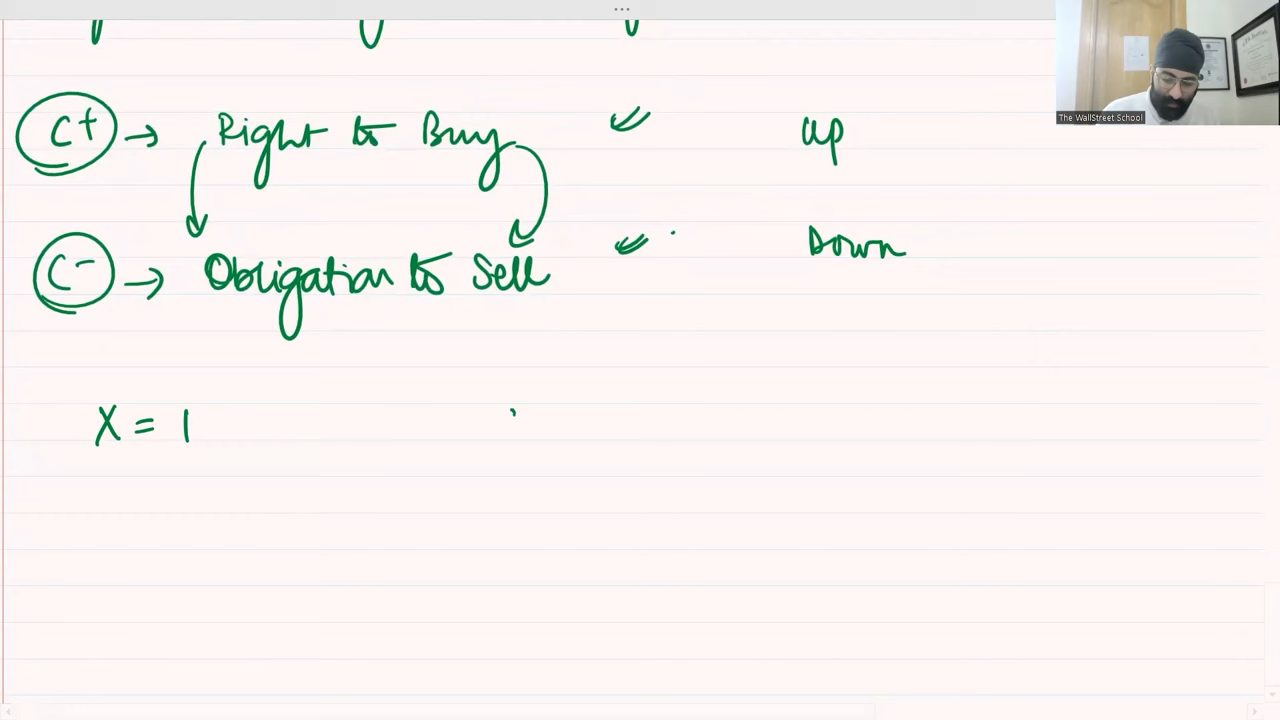 C+ → Right to Buy up
C- → Obligation to Sell Down
X = 1
The WallStreet School